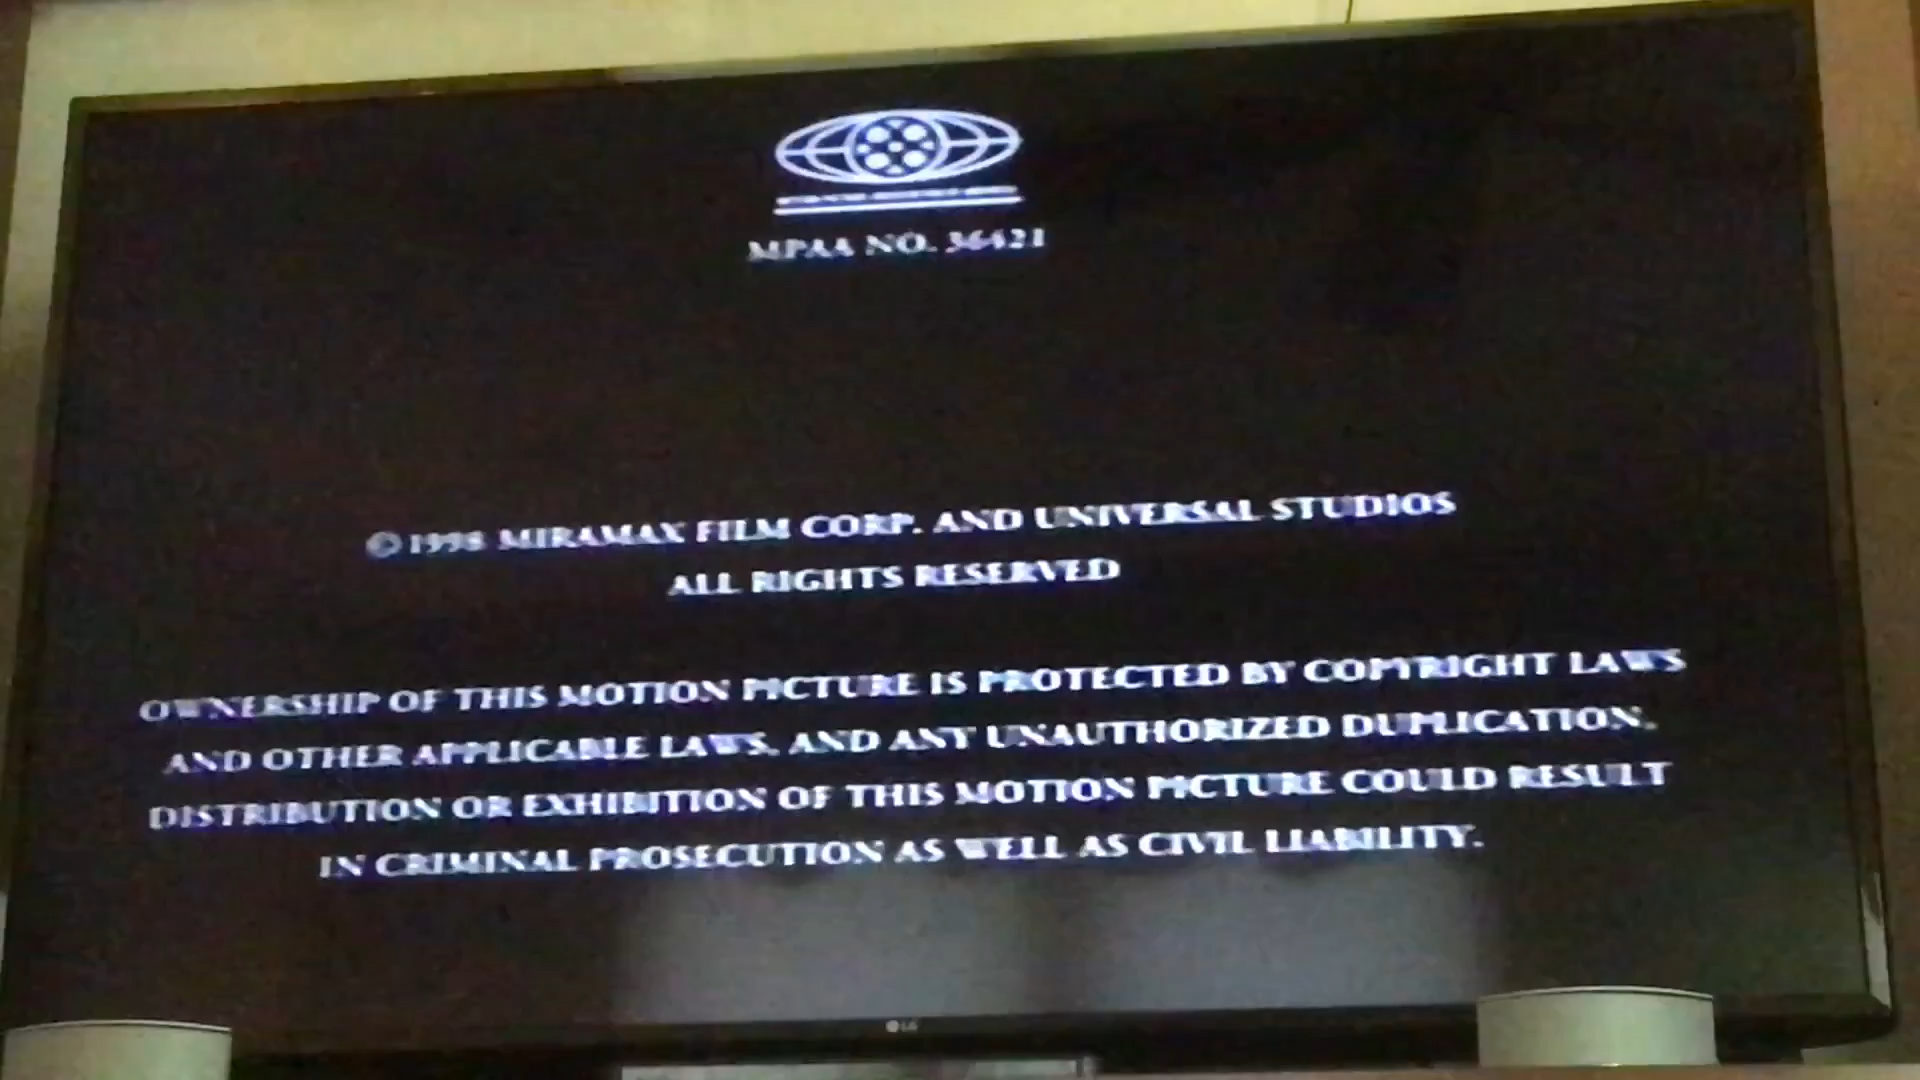 MPAA NO. 36421
©1998 MIRAMAX FILM CORP. AND UNIVERSAL STUDIOS
ALL RIGHTS RESERVED
OWNERSHIP OF THIS MOTION PICTURE IS PROTECTED BY COPYRIGHT LAWS
AND OTHER APPLICABLE LAWS, AND ANY UNAUTHORIZED DUPLICATION,
DISTRIBUTION OR EXHIBITION OF THIS MOTION PICTURE COULD RESULT
IN CRIMINAL PROSECUTION AS WELL AS CIVIL LIABILITY.
LG